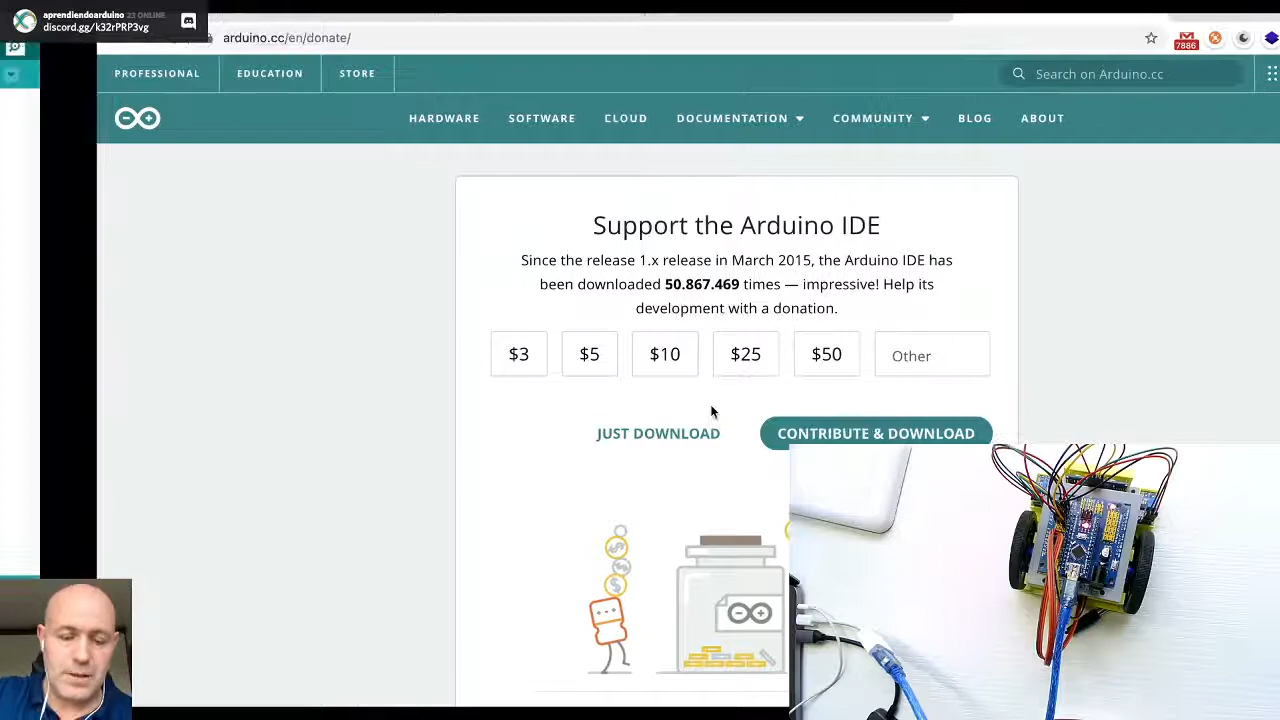 aprendiendoarduino 23 ONLINE
discord.gg/k32rPRP3vg
arduino.cc/en/donate/
7886
PROFESSIONAL
EDUCATION
STORE
Search on Arduino.cc
HARDWARE
SOFTWARE
CLOUD
DOCUMENTATION
COMMUNITY
BLOG
ABOUT
Support the Arduino IDE
Since the release 1.x release in March 2015, the Arduino IDE has
been downloaded 50.867.469 times — impressive! Help its
development with a donation.
$3
$5
$10
$25
$50
Other
JUST DOWNLOAD
CONTRIBUTE & DOWNLOAD